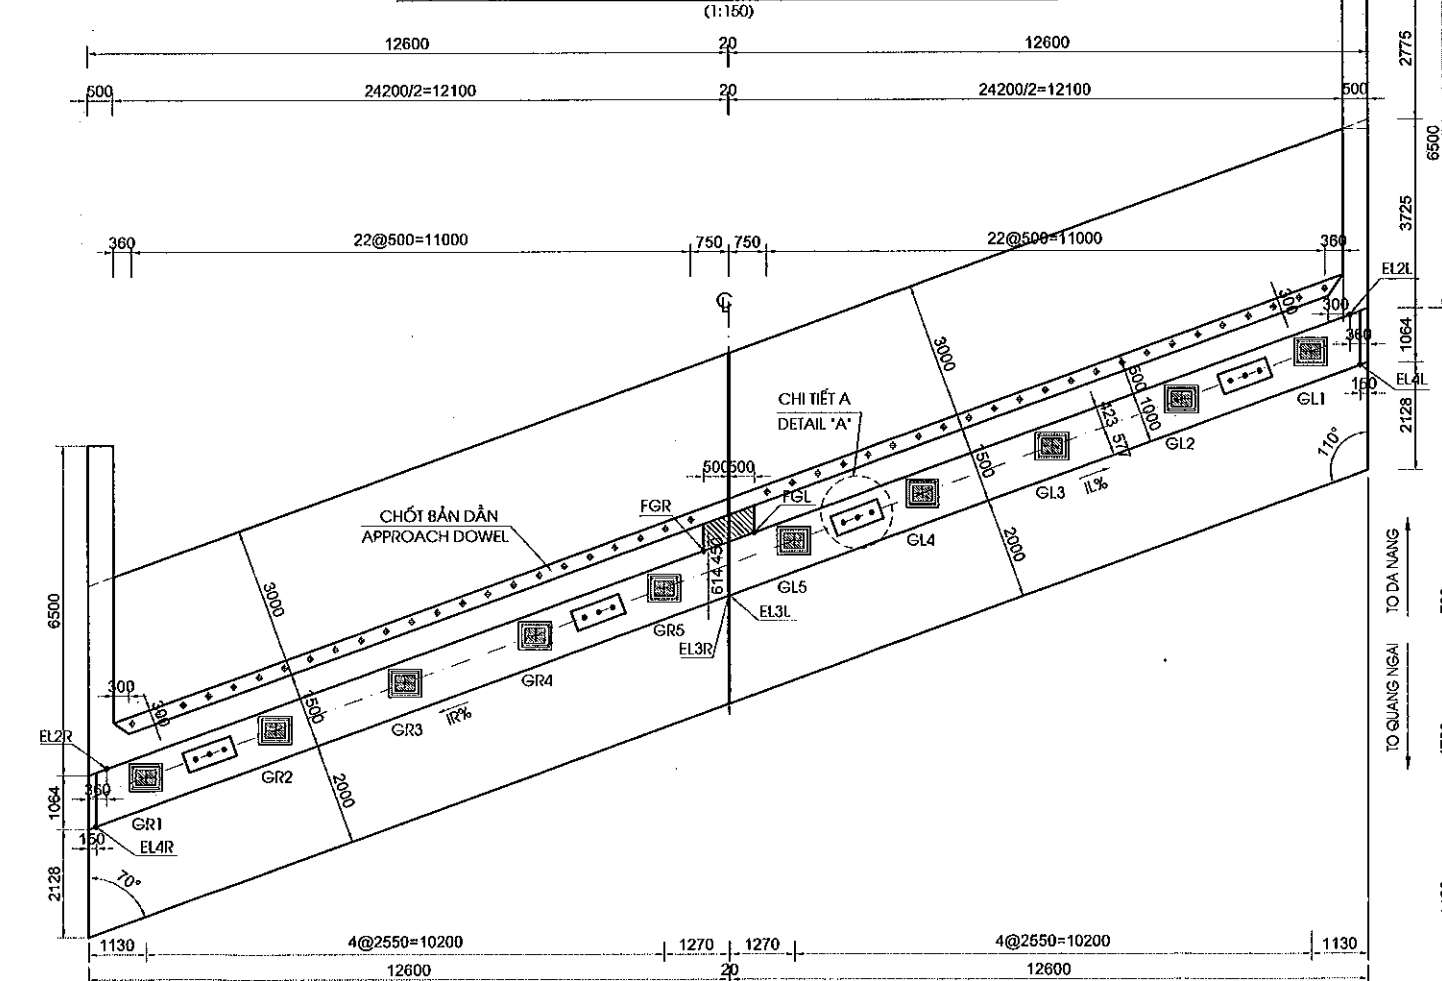 (1:150)
12600 20 12600
2775
500 24200/2=12100 20 24200/2=12100 500
6500
3725
360 22@500=11000 750 750 22@500=11000 360
EL2L
300
300
1064
360
EL4L
160
2128
110°
℄
3000
3000
CHI TIẾT A
DETAIL "A"
500
1000
423 577
1500
GL1
GL2
GL3
IL%
GL4
GL5
2000
500 500
FGR
FGL
CHỐT BẢN DẪN
APPROACH DOWEL
614 450
EL3L
EL3R
TO DA NANG
TO QUANG NGAI
6500
3000
1500
GR5
GR4
GR3
IR%
GR2
GR1
300
300
EL2R
360
1064
160
EL4R
2000
2128
70°
1130 4@2550=10200 1270 1270 4@2550=10200 1130
12600 20 12600